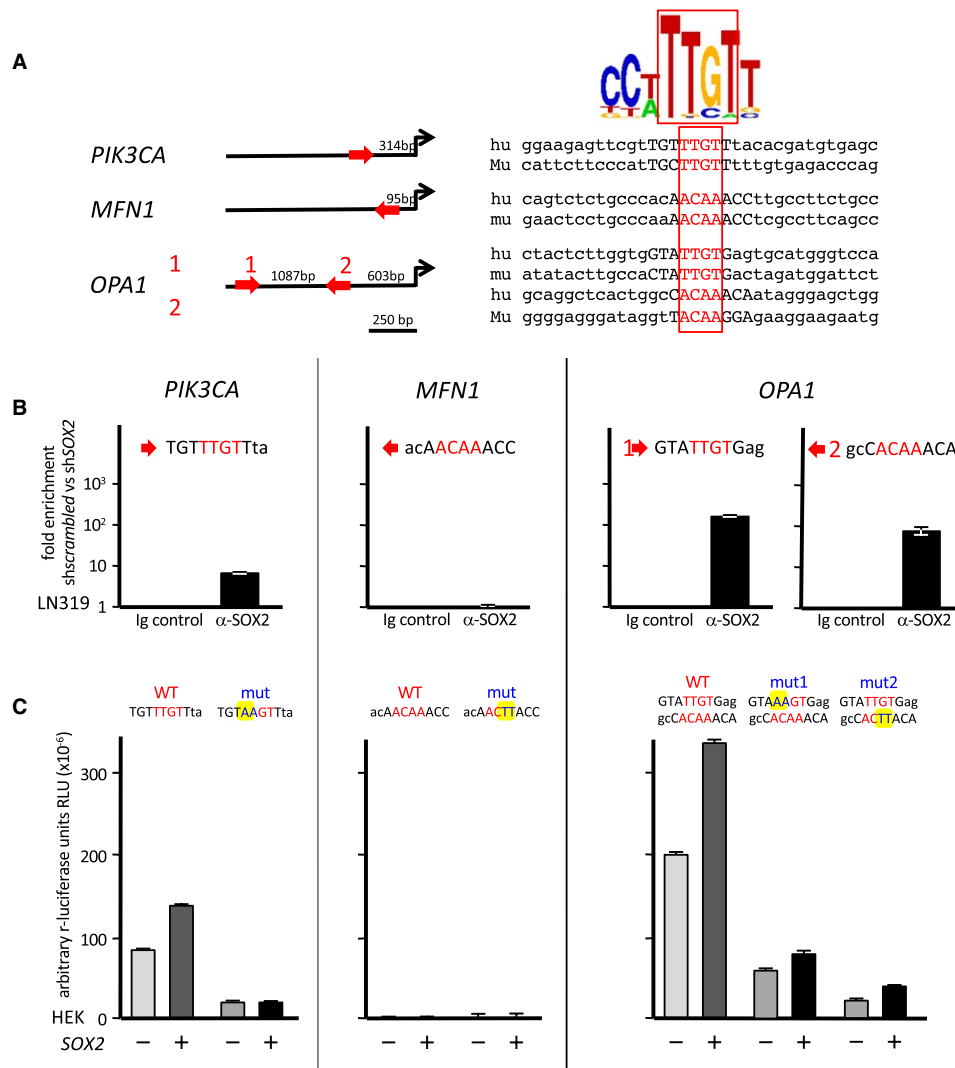 A
CCTTTGTT
PIK3CA
314bp
hu ggaagagttcgttTGTTTGTTtacacgatgtgagc
Mu cattcttcccattTGCTTGTTtttgtgagacccag
MFN1
95bp
hu cagtctctgcccacAACAAACCttgccttctgcc
mu gaactcctgcccaaAACAAACCtcgccttcagcc
OPA1
1
2
1
1087bp
2
603bp
250 bp
hu ctactcttggtgGTATTGTGagtgcatgggtcca
mu atatacttgccaCTATTGTGactagatggattct
hu gcaggctcactggcCACAAACAatagggagctgg
Mu ggggagggataggtTACAAGGAgaaggaagaatg
B
PIK3CA
MFN1
OPA1
fold enrichment
shscrambled vs shSOX2
TGTTTGTTta
acAACAAACC
1 GTATTGTGag
2 gcCACAAACA
10³
10²
10
1
LN319
Ig control α-SOX2
Ig control α-SOX2
Ig control α-SOX2
Ig control α-SOX2
C
WT
TGTTTGTTta
mut
TGTAAGTTta
WT
acAACAAACC
mut
acAACTTACC
WT
GTATTGTGag
gcCACAAACA
mut1
GTAAAGTGag
gcCACAAACA
mut2
GTATTGTGag
gcCACTTACA
arbitrary r-luciferase units RLU (x10⁻⁶)
300
200
100
0
HEK
SOX2
− + − +
− + − +
− + − + − +